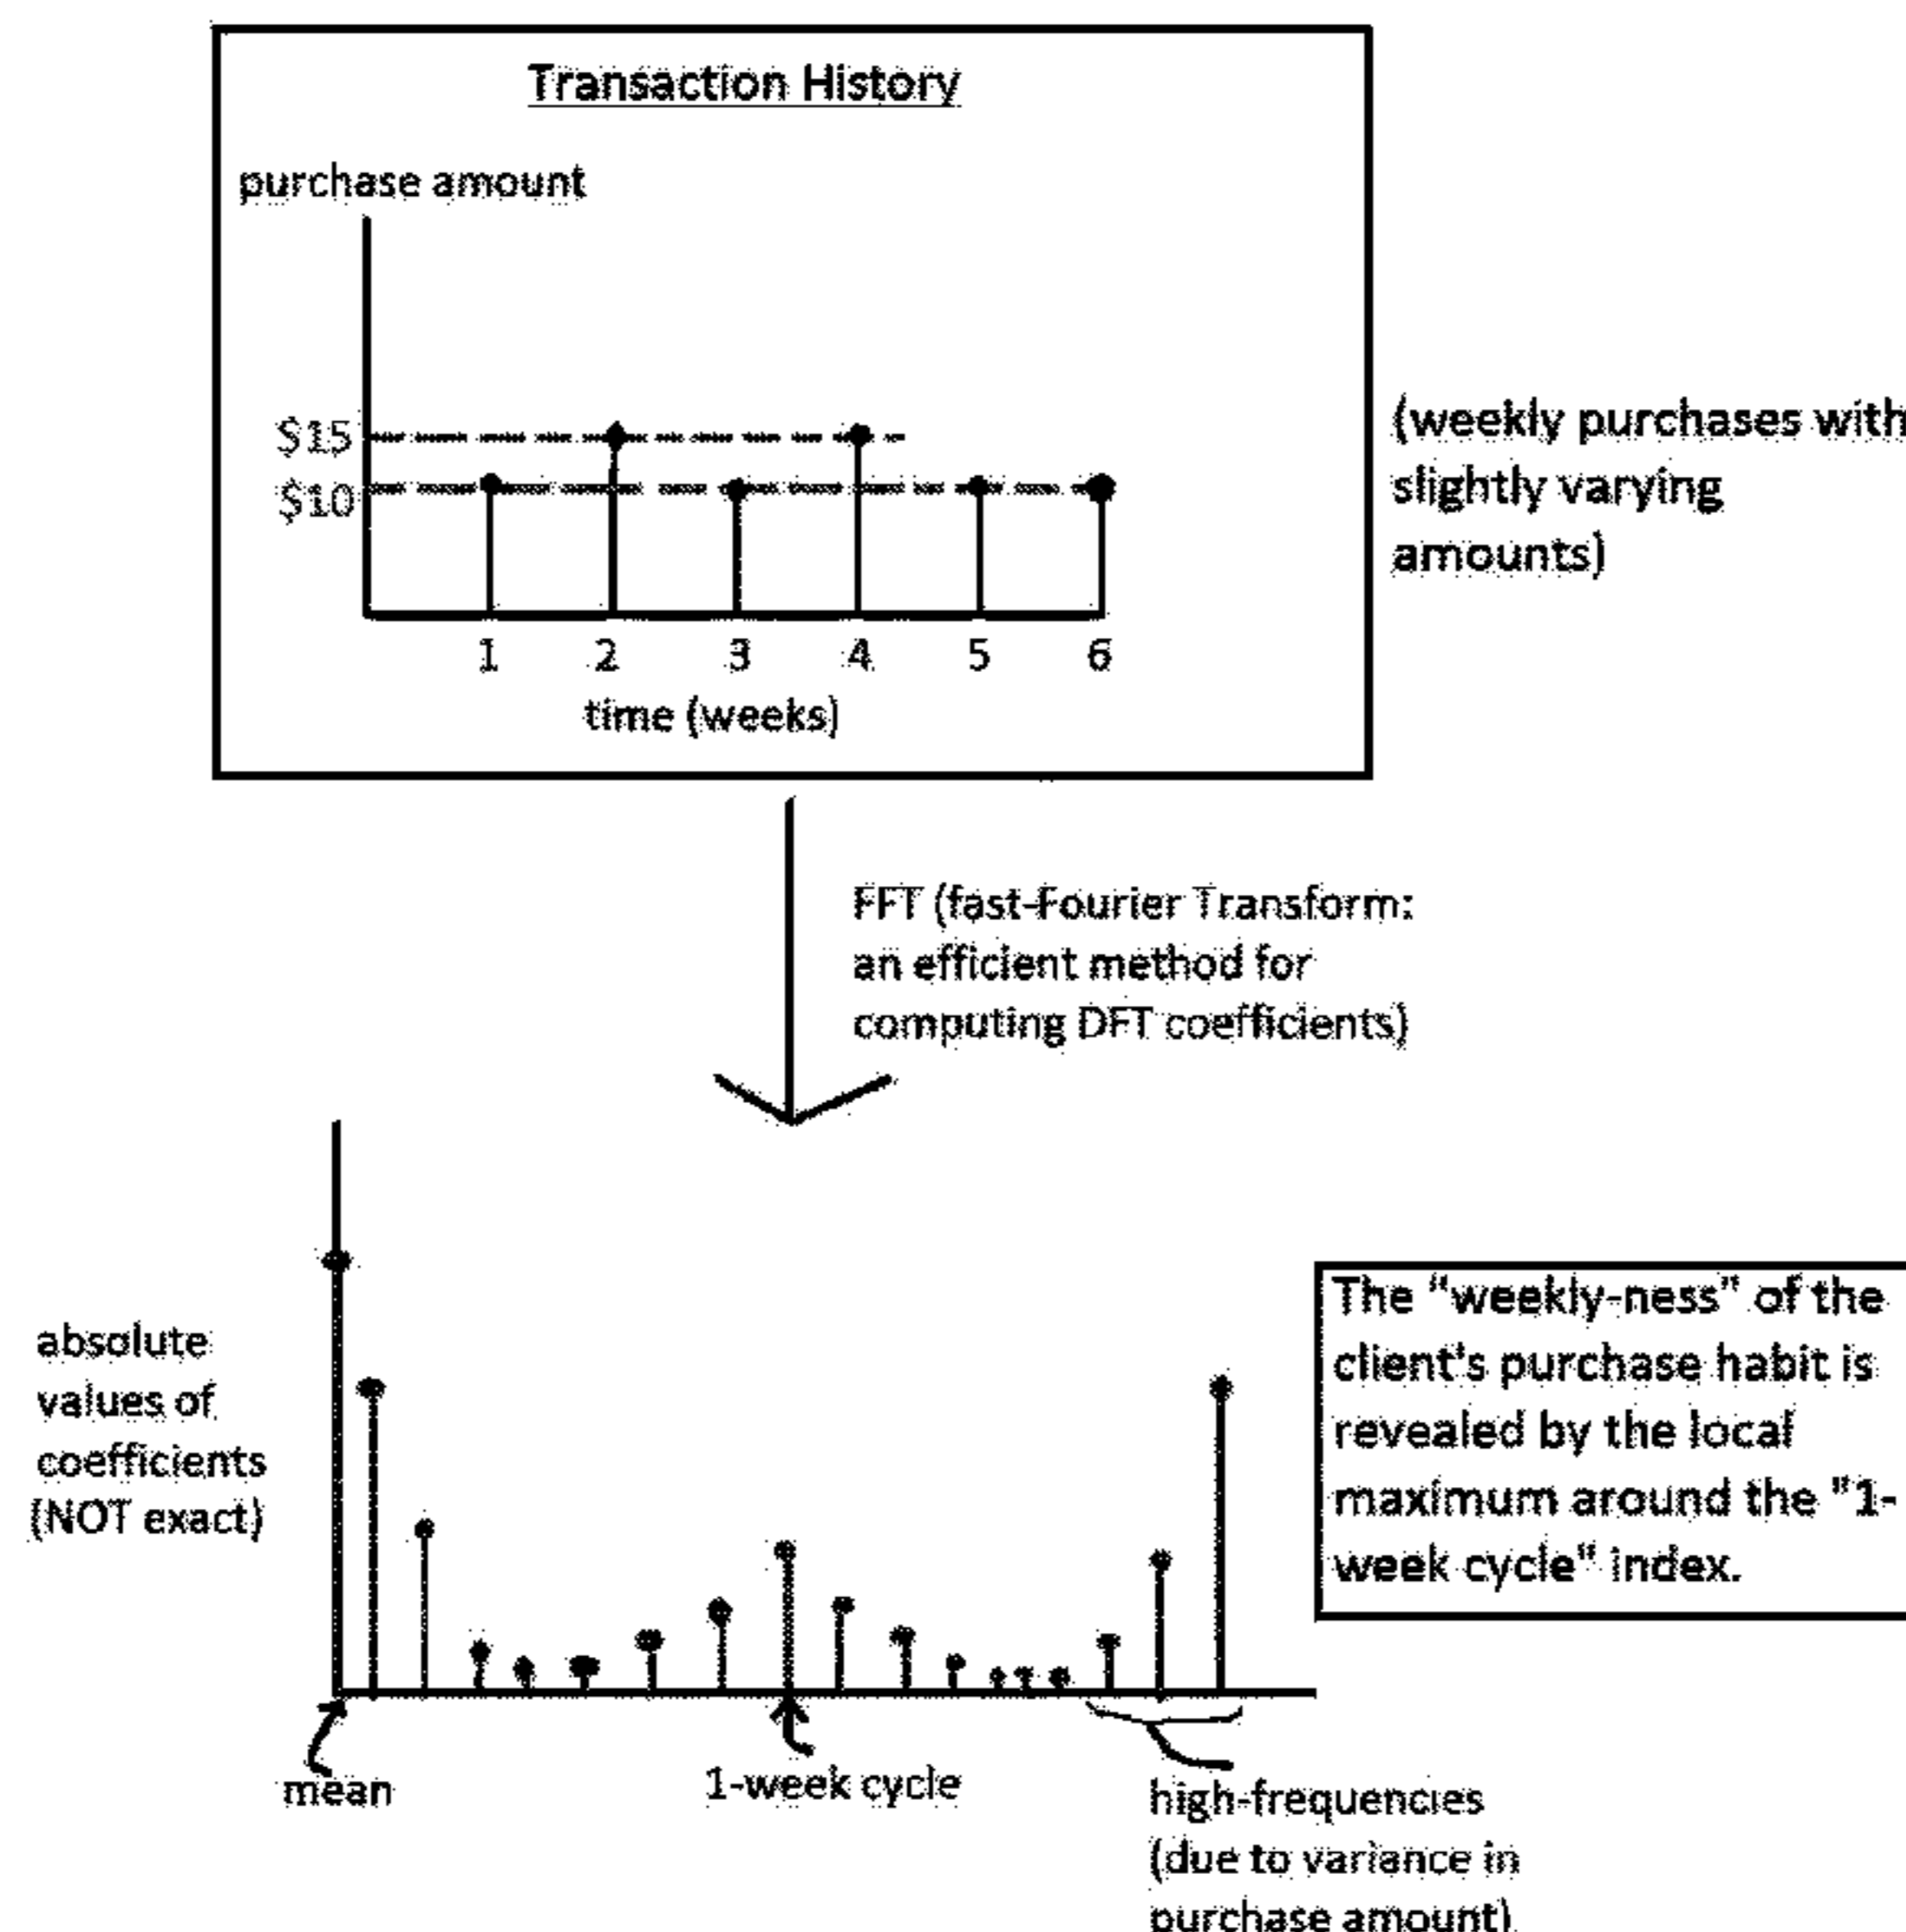 Transaction History
purchase amount
$15
$10
1 2 3 4 5 6
time (weeks)
(weekly purchases with
slightly varying
amounts)
FFT (fast-Fourier Transform:
an efficient method for
computing DFT coefficients)
absolute
values of
coefficients
(NOT exact)
The "weekly-ness" of the
client's purchase habit is
revealed by the local
maximum around the "1-
week cycle" index.
mean
1-week cycle
high-frequencies
(due to variance in
purchase amount)